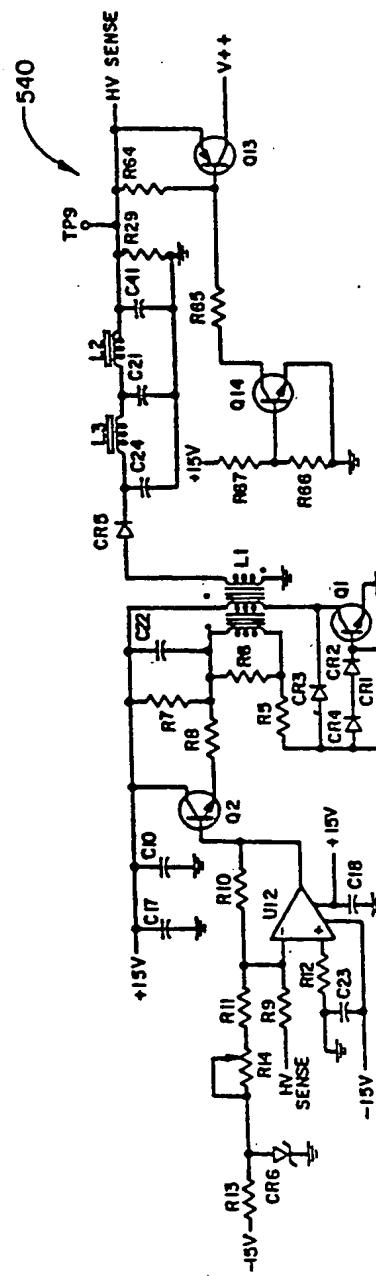 540
HV SENSE
TP9
R64
R29
C41
L2
C21
L3
C24
CR5
Q13
V++
R65
Q14
+15V
R67
R66
C22
L1
R7
R6
R8
R5
CR3
Q1
CR2
CR4
CR1
Q2
+15V
C10
C17
R10
U12
+15V
C18
R11
R9
R12
C23
R14
HV
SENSE
-15V
R13
CR6
-15V
-
+